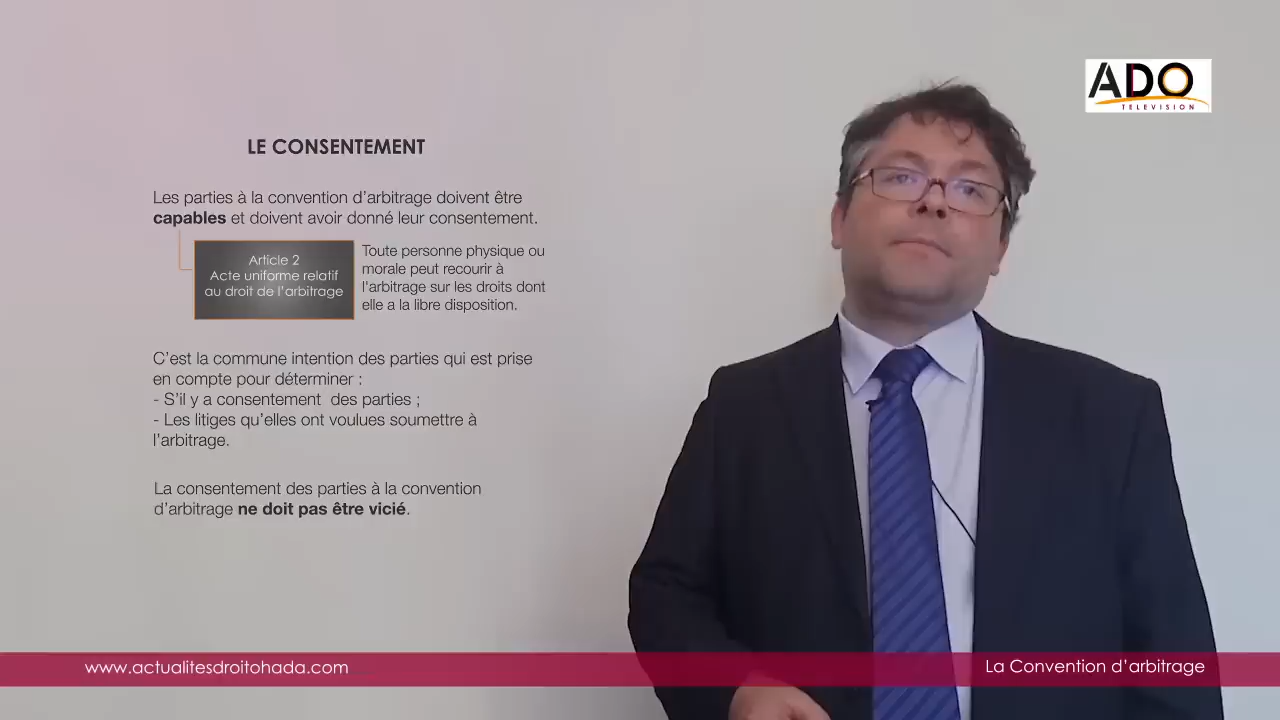 ADO
TELEVISION
LE CONSENTEMENT
Les parties à la convention d'arbitrage doivent être
capables et doivent avoir donné leur consentement.
Article 2
Acte uniforme relatif
au droit de l'arbitrage
Toute personne physique ou
morale peut recourir à
l'arbitrage sur les droits dont
elle a la libre disposition.
C'est la commune intention des parties qui est prise
en compte pour déterminer :
- S'il y a consentement des parties ;
- Les litiges qu'elles ont voulues soumettre à
l'arbitrage.
La consentement des parties à la convention
d'arbitrage ne doit pas être vicié.
www.actualitesdroitohada.com
La Convention d'arbitrage